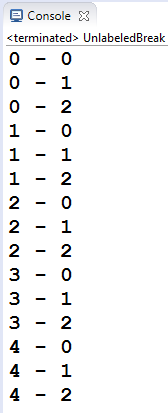 Console
<terminated> UnlabeledBreak
0 - 0
0 - 1
0 - 2
1 - 0
1 - 1
1 - 2
2 - 0
2 - 1
2 - 2
3 - 0
3 - 1
3 - 2
4 - 0
4 - 1
4 - 2